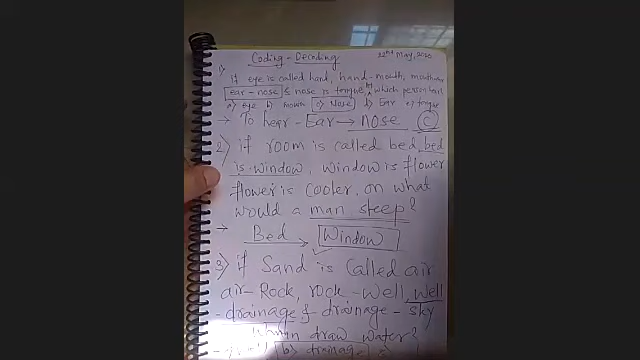 Coding - Decoding
22nd May, 2020
1) if eye is called hand, hand - mouth, mouth - ear
ear - nose & nose is tongue, which person hear
a) eye b) mouth c) Nose d) Ear e) tongue
→ To hear - Ear → nose (C)
2) if room is called bed, bed
is window, window is flower
flower is cooler, on what
would a man sleep?
→ Bed → Window
3) if Sand is called air
air - Rock, rock - Well, Well
- drainage & drainage - sky
draw water?
b) drainage